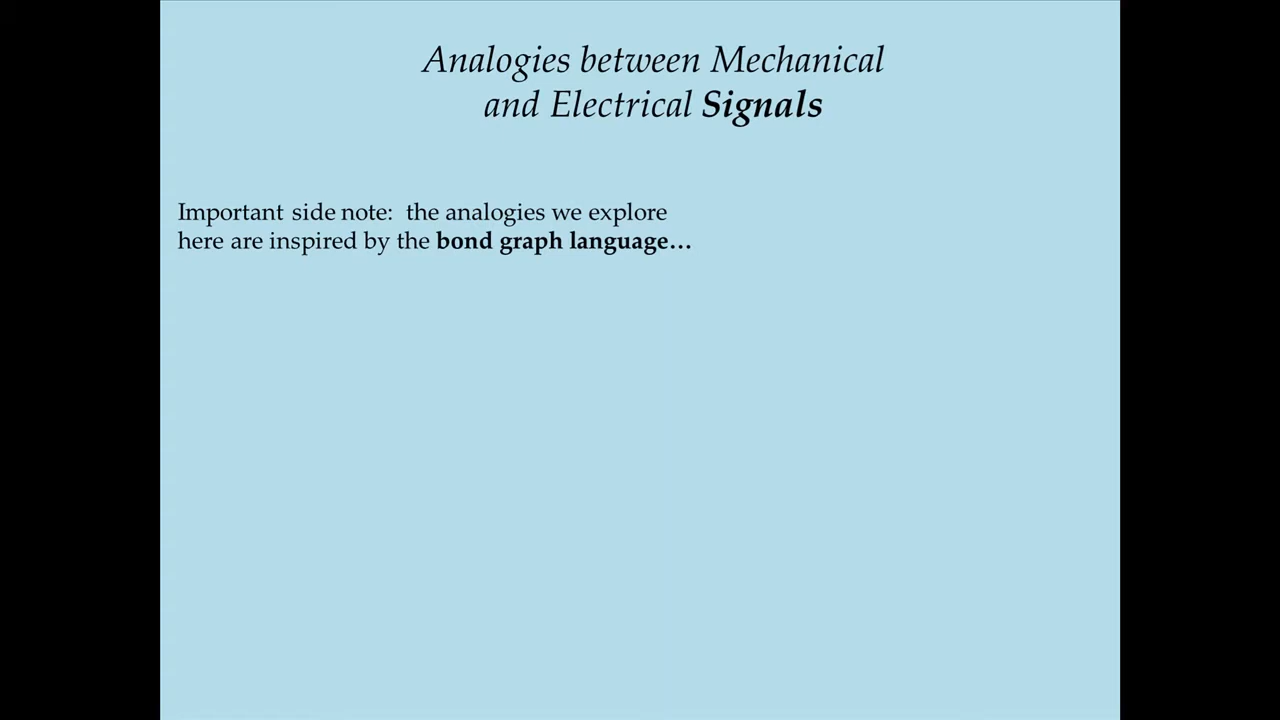 Analogies between Mechanical
and Electrical Signals
Important side note: the analogies we explore
here are inspired by the bond graph language…